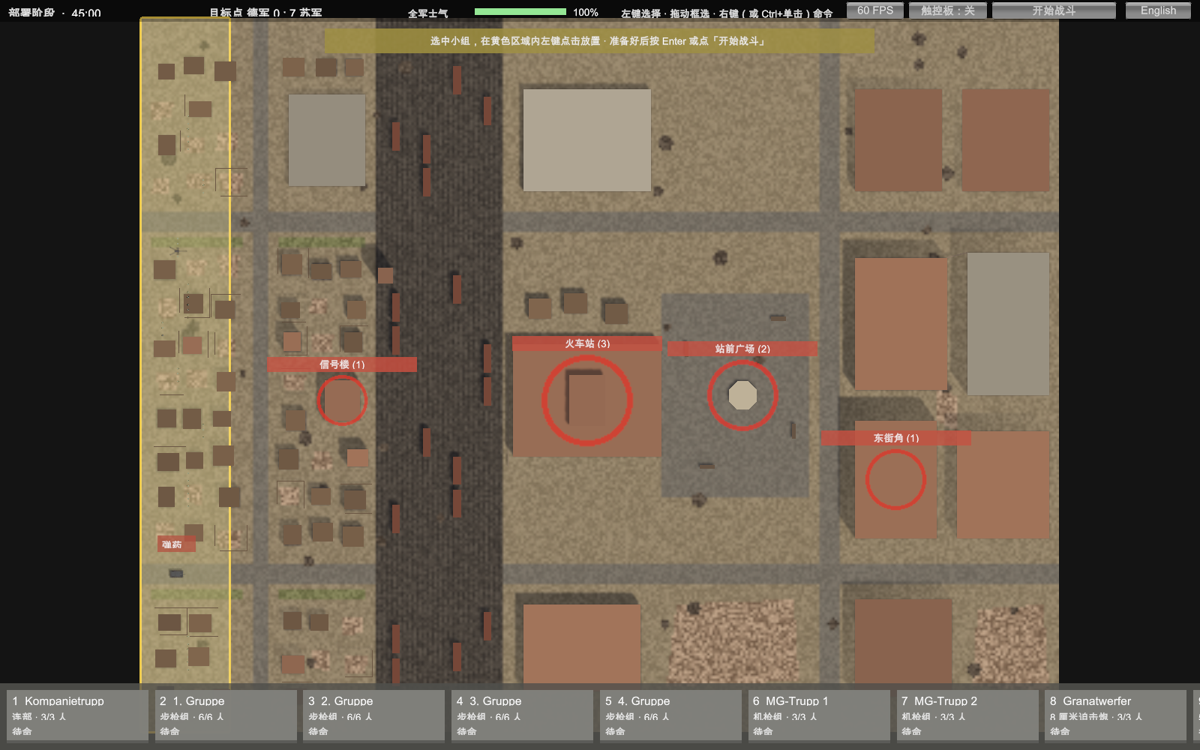 部署阶段 · 45:00
目标点 德军 0 : 7 苏军
全军士气 100%
左键选择 · 拖动框选 · 右键（或 Ctrl+单击）命令
60 FPS
触控板：关
开始战斗
English
选中小组，在黄色区域内左键点击放置 · 准备好后按 Enter 或点「开始战斗」
火车站 (3)
站前广场 (2)
信号楼 (1)
东街角 (1)
弹药
1 Kompanietrupp
连部 · 3/3 人
待命
2 1. Gruppe
步枪组 · 6/6 人
待命
3 2. Gruppe
步枪组 · 6/6 人
待命
4 3. Gruppe
步枪组 · 6/6 人
待命
5 4. Gruppe
步枪组 · 6/6 人
待命
6 MG-Trupp 1
机枪组 · 3/3 人
待命
7 MG-Trupp 2
机枪组 · 3/3 人
待命
8 Granatwerfer
8 厘米迫击炮 · 3/3 人
待命